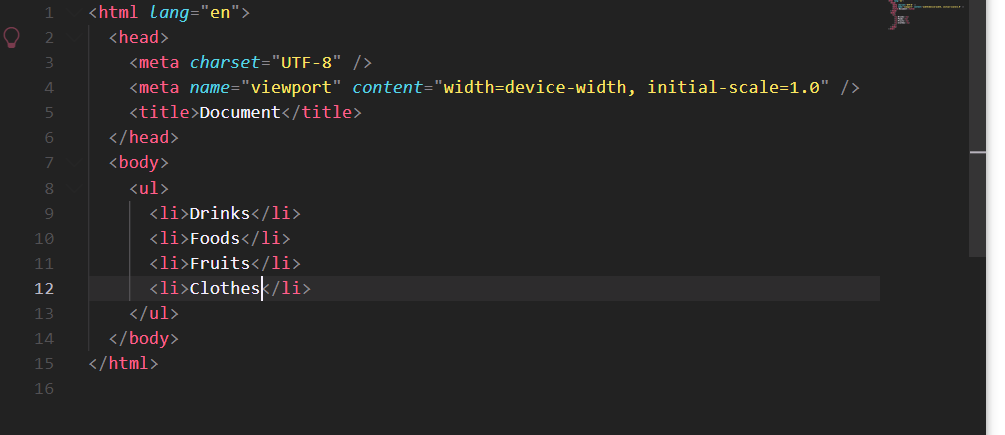 1 <html lang="en">
2 <head>
3 <meta charset="UTF-8" />
4 <meta name="viewport" content="width=device-width, initial-scale=1.0" />
5 <title>Document</title>
6 </head>
7 <body>
8 <ul>
9 <li>Drinks</li>
10 <li>Foods</li>
11 <li>Fruits</li>
12 <li>Clothes</li>
13 </ul>
14 </body>
15 </html>
16